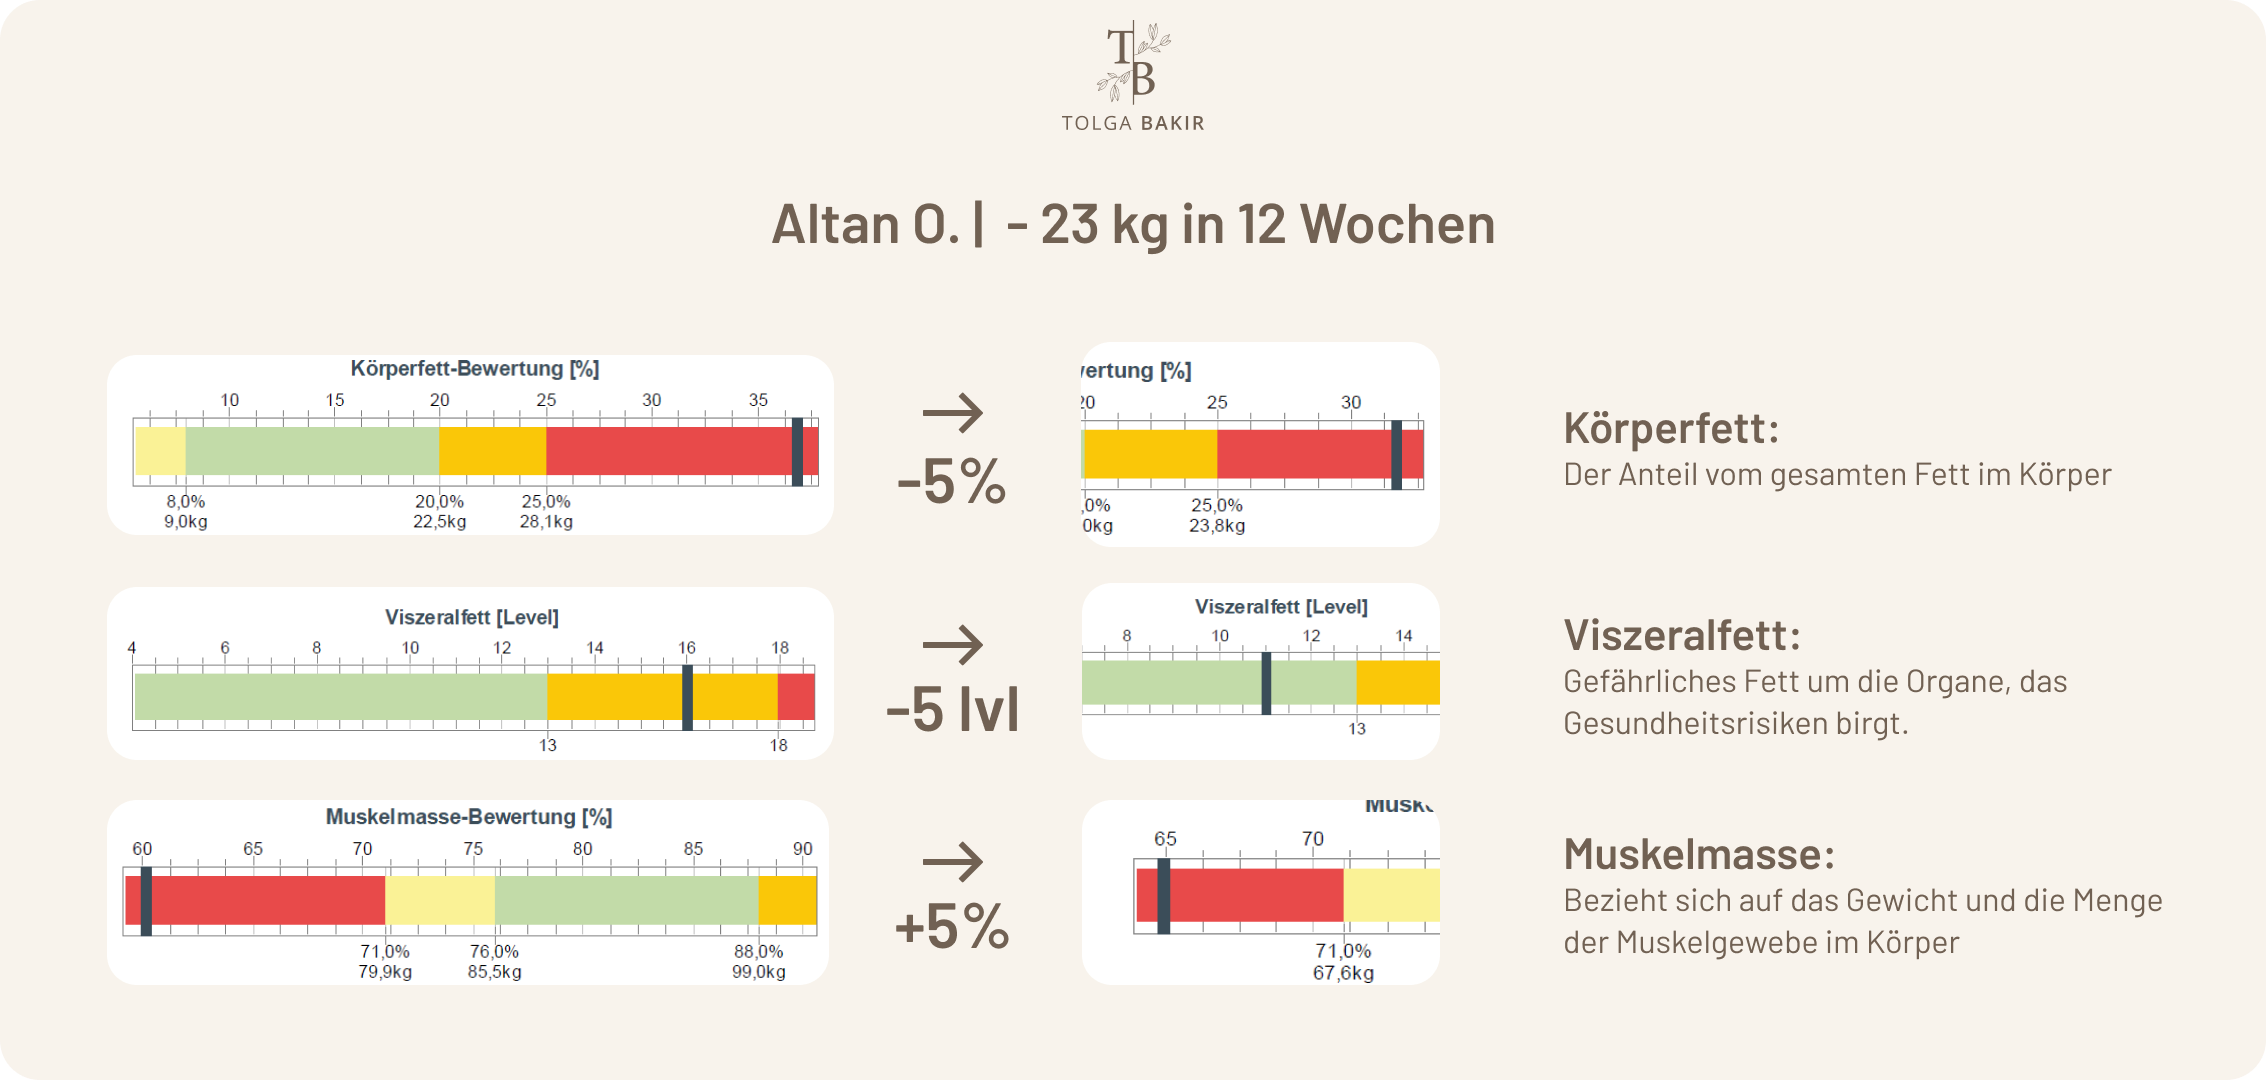 TB
TOLGA BAKIR
Altan O. | - 23 kg in 12 Wochen
Körperfett-Bewertung [%]
10 15 20 25 30 35
8,0% 20,0% 25,0%
9,0kg 22,5kg 28,1kg
→
-5%
ertung [%]
20 25 30
,0% 25,0%
0kg 23,8kg
Körperfett:
Der Anteil vom gesamten Fett im Körper
Viszeralfett [Level]
4 6 8 10 12 14 16 18
13 18
→
-5 lvl
Viszeralfett [Level]
8 10 12 14
13
Viszeralfett:
Gefährliches Fett um die Organe, das
Gesundheitsrisiken birgt.
Muskelmasse-Bewertung [%]
60 65 70 75 80 85 90
71,0% 76,0% 88,0%
79,9kg 85,5kg 99,0kg
→
+5%
Musk
65 70
71,0%
67,6kg
Muskelmasse:
Bezieht sich auf das Gewicht und die Menge
der Muskelgewebe im Körper